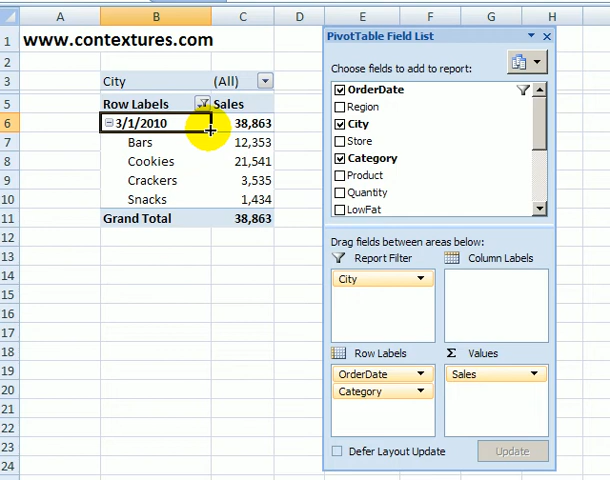 A B C D E F G H
1 www.contextures.com
2
3 City (All)
5 Row Labels Sales
6 3/1/2010 38,863
7 Bars 12,353
8 Cookies 21,541
9 Crackers 3,535
10 Snacks 1,434
11 Grand Total 38,863
12
13
14
15
16
17
18
19
20
21
22
23
24
PivotTable Field List
Choose fields to add to report:
OrderDate
Region
City
Store
Category
Product
Quantity
LowFat
Drag fields between areas below:
Report Filter Column Labels
City
Row Labels Σ Values
OrderDate Sales
Category
Defer Layout Update Update